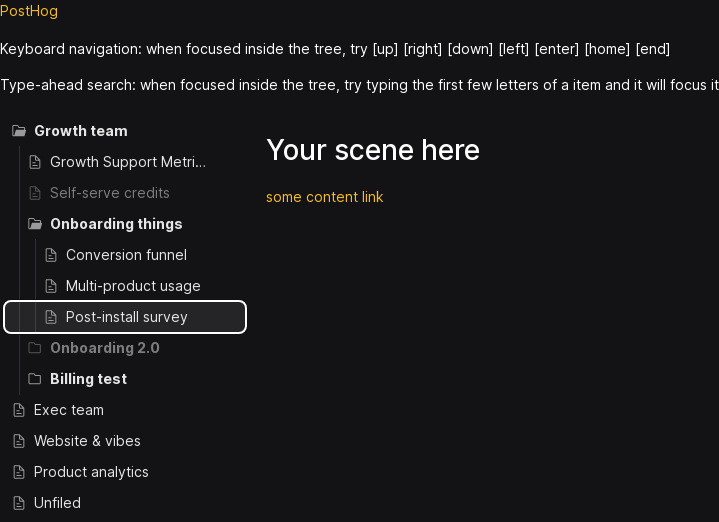 PostHog
Keyboard navigation: when focused inside the tree, try [up] [right] [down] [left] [enter] [home] [end]
Type-ahead search: when focused inside the tree, try typing the first few letters of a item and it will focus it
Growth team
Growth Support Metri...
Self-serve credits
Onboarding things
Conversion funnel
Multi-product usage
Post-install survey
Onboarding 2.0
Billing test
Exec team
Website & vibes
Product analytics
Unfiled
Your scene here
some content link